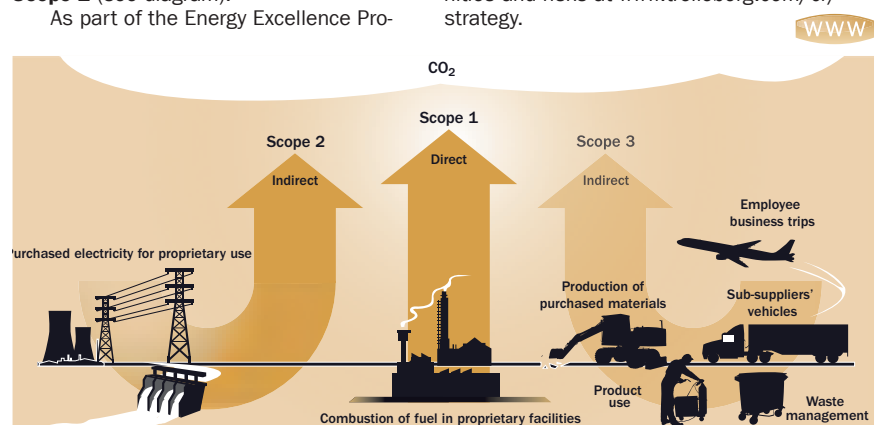 As part of the Energy Excellence Pro-
strategy.
WWW
CO₂
Scope 1
Direct
Scope 2
Indirect
Scope 3
Indirect
Employee
business trips
Purchased electricity for proprietary use
Production of
purchased materials
Sub-suppliers'
vehicles
Product
use
Waste
management
Combustion of fuel in proprietary facilities